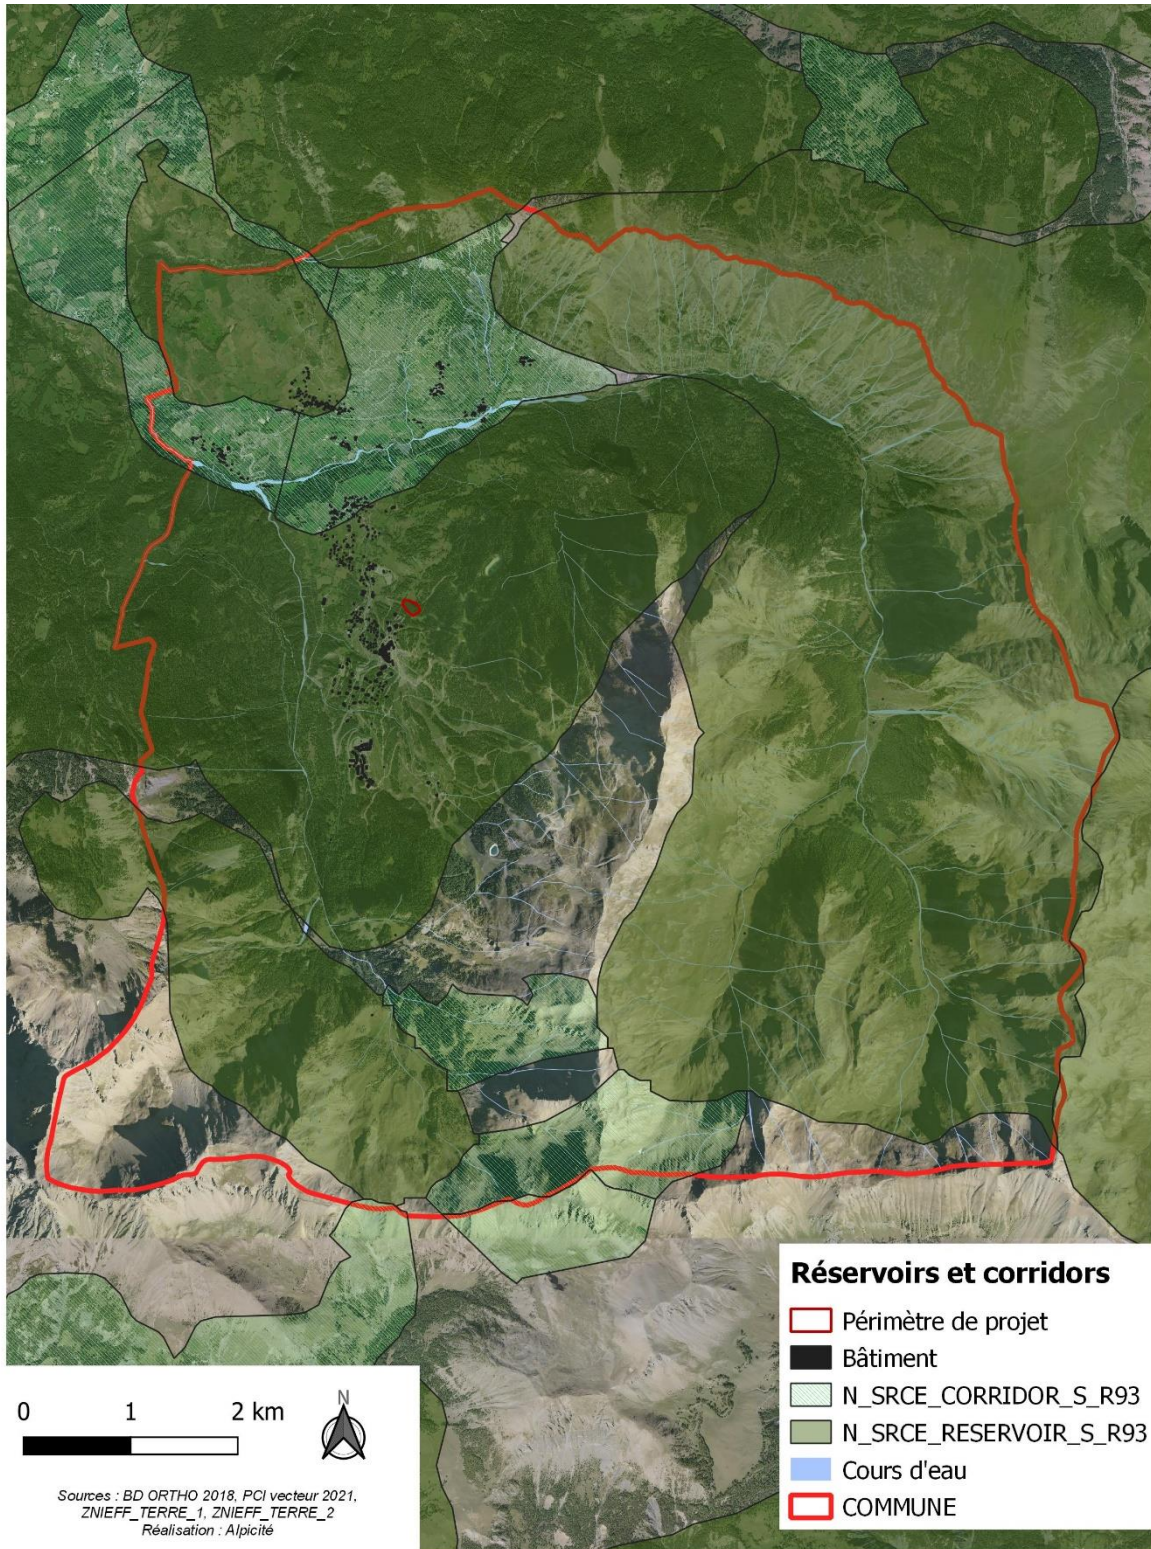 Réservoirs et corridors
Périmètre de projet
Bâtiment
N_SRCE_CORRIDOR_S_R93
N_SRCE_RESERVOIR_S_R93
Cours d'eau
COMMUNE
0 1 2 km
N
Sources : BD ORTHO 2018, PCI vecteur 2021,
ZNIEFF_TERRE_1, ZNIEFF_TERRE_2
Réalisation : Alpicité